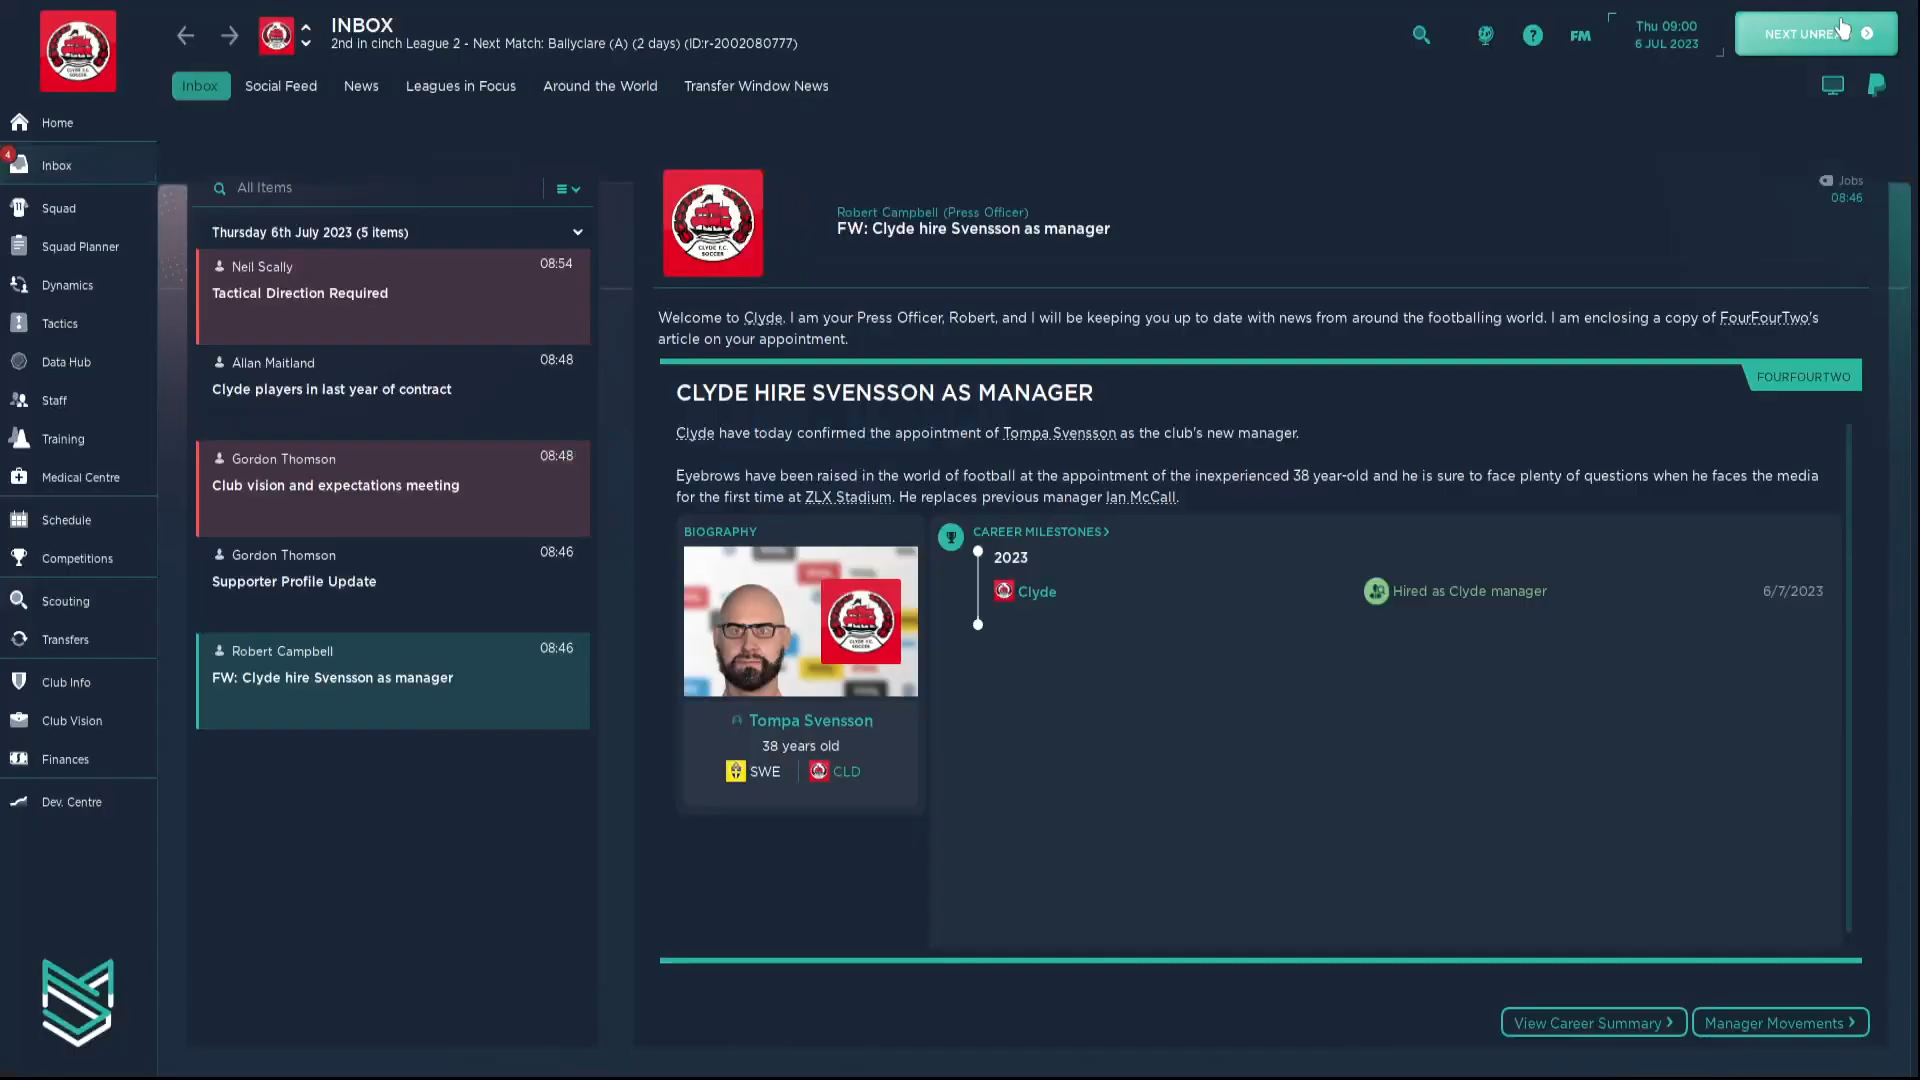 INBOX
2nd in cinch League 2 - Next Match: Ballyclare (A) (2 days) (ID:r-2002080777)
FM
Thu 09:00
6 JUL 2023
NEXT UNRE
Inbox
Social Feed
News
Leagues in Focus
Around the World
Transfer Window News
Home
4
Inbox
Squad
Squad Planner
Dynamics
Tactics
Data Hub
Staff
Training
Medical Centre
Schedule
Competitions
Scouting
Transfers
Club Info
Club Vision
Finances
Dev. Centre
All Items
Thursday 6th July 2023 (5 items)
Neil Scally
08:54
Tactical Direction Required
Allan Maitland
08:48
Clyde players in last year of contract
Gordon Thomson
08:48
Club vision and expectations meeting
Gordon Thomson
08:46
Supporter Profile Update
Robert Campbell
08:46
FW: Clyde hire Svensson as manager
CLYDE F.C.
SOCCER
Robert Campbell (Press Officer)
FW: Clyde hire Svensson as manager
Jobs
08:46
Welcome to Clyde. I am your Press Officer, Robert, and I will be keeping you up to date with news from around the footballing world. I am enclosing a copy of FourFourTwo's
article on your appointment.
FOURFOURTWO
CLYDE HIRE SVENSSON AS MANAGER
Clyde have today confirmed the appointment of Tompa Svensson as the club's new manager.
Eyebrows have been raised in the world of football at the appointment of the inexperienced 38 year-old and he is sure to face plenty of questions when he faces the media
for the first time at ZLX Stadium. He replaces previous manager Ian McCall.
BIOGRAPHY
CLYDE F.C.
SOCCER
Tompa Svensson
38 years old
SWE
CLD
CAREER MILESTONES
2023
Clyde
Hired as Clyde manager
6/7/2023
View Career Summary
Manager Movements